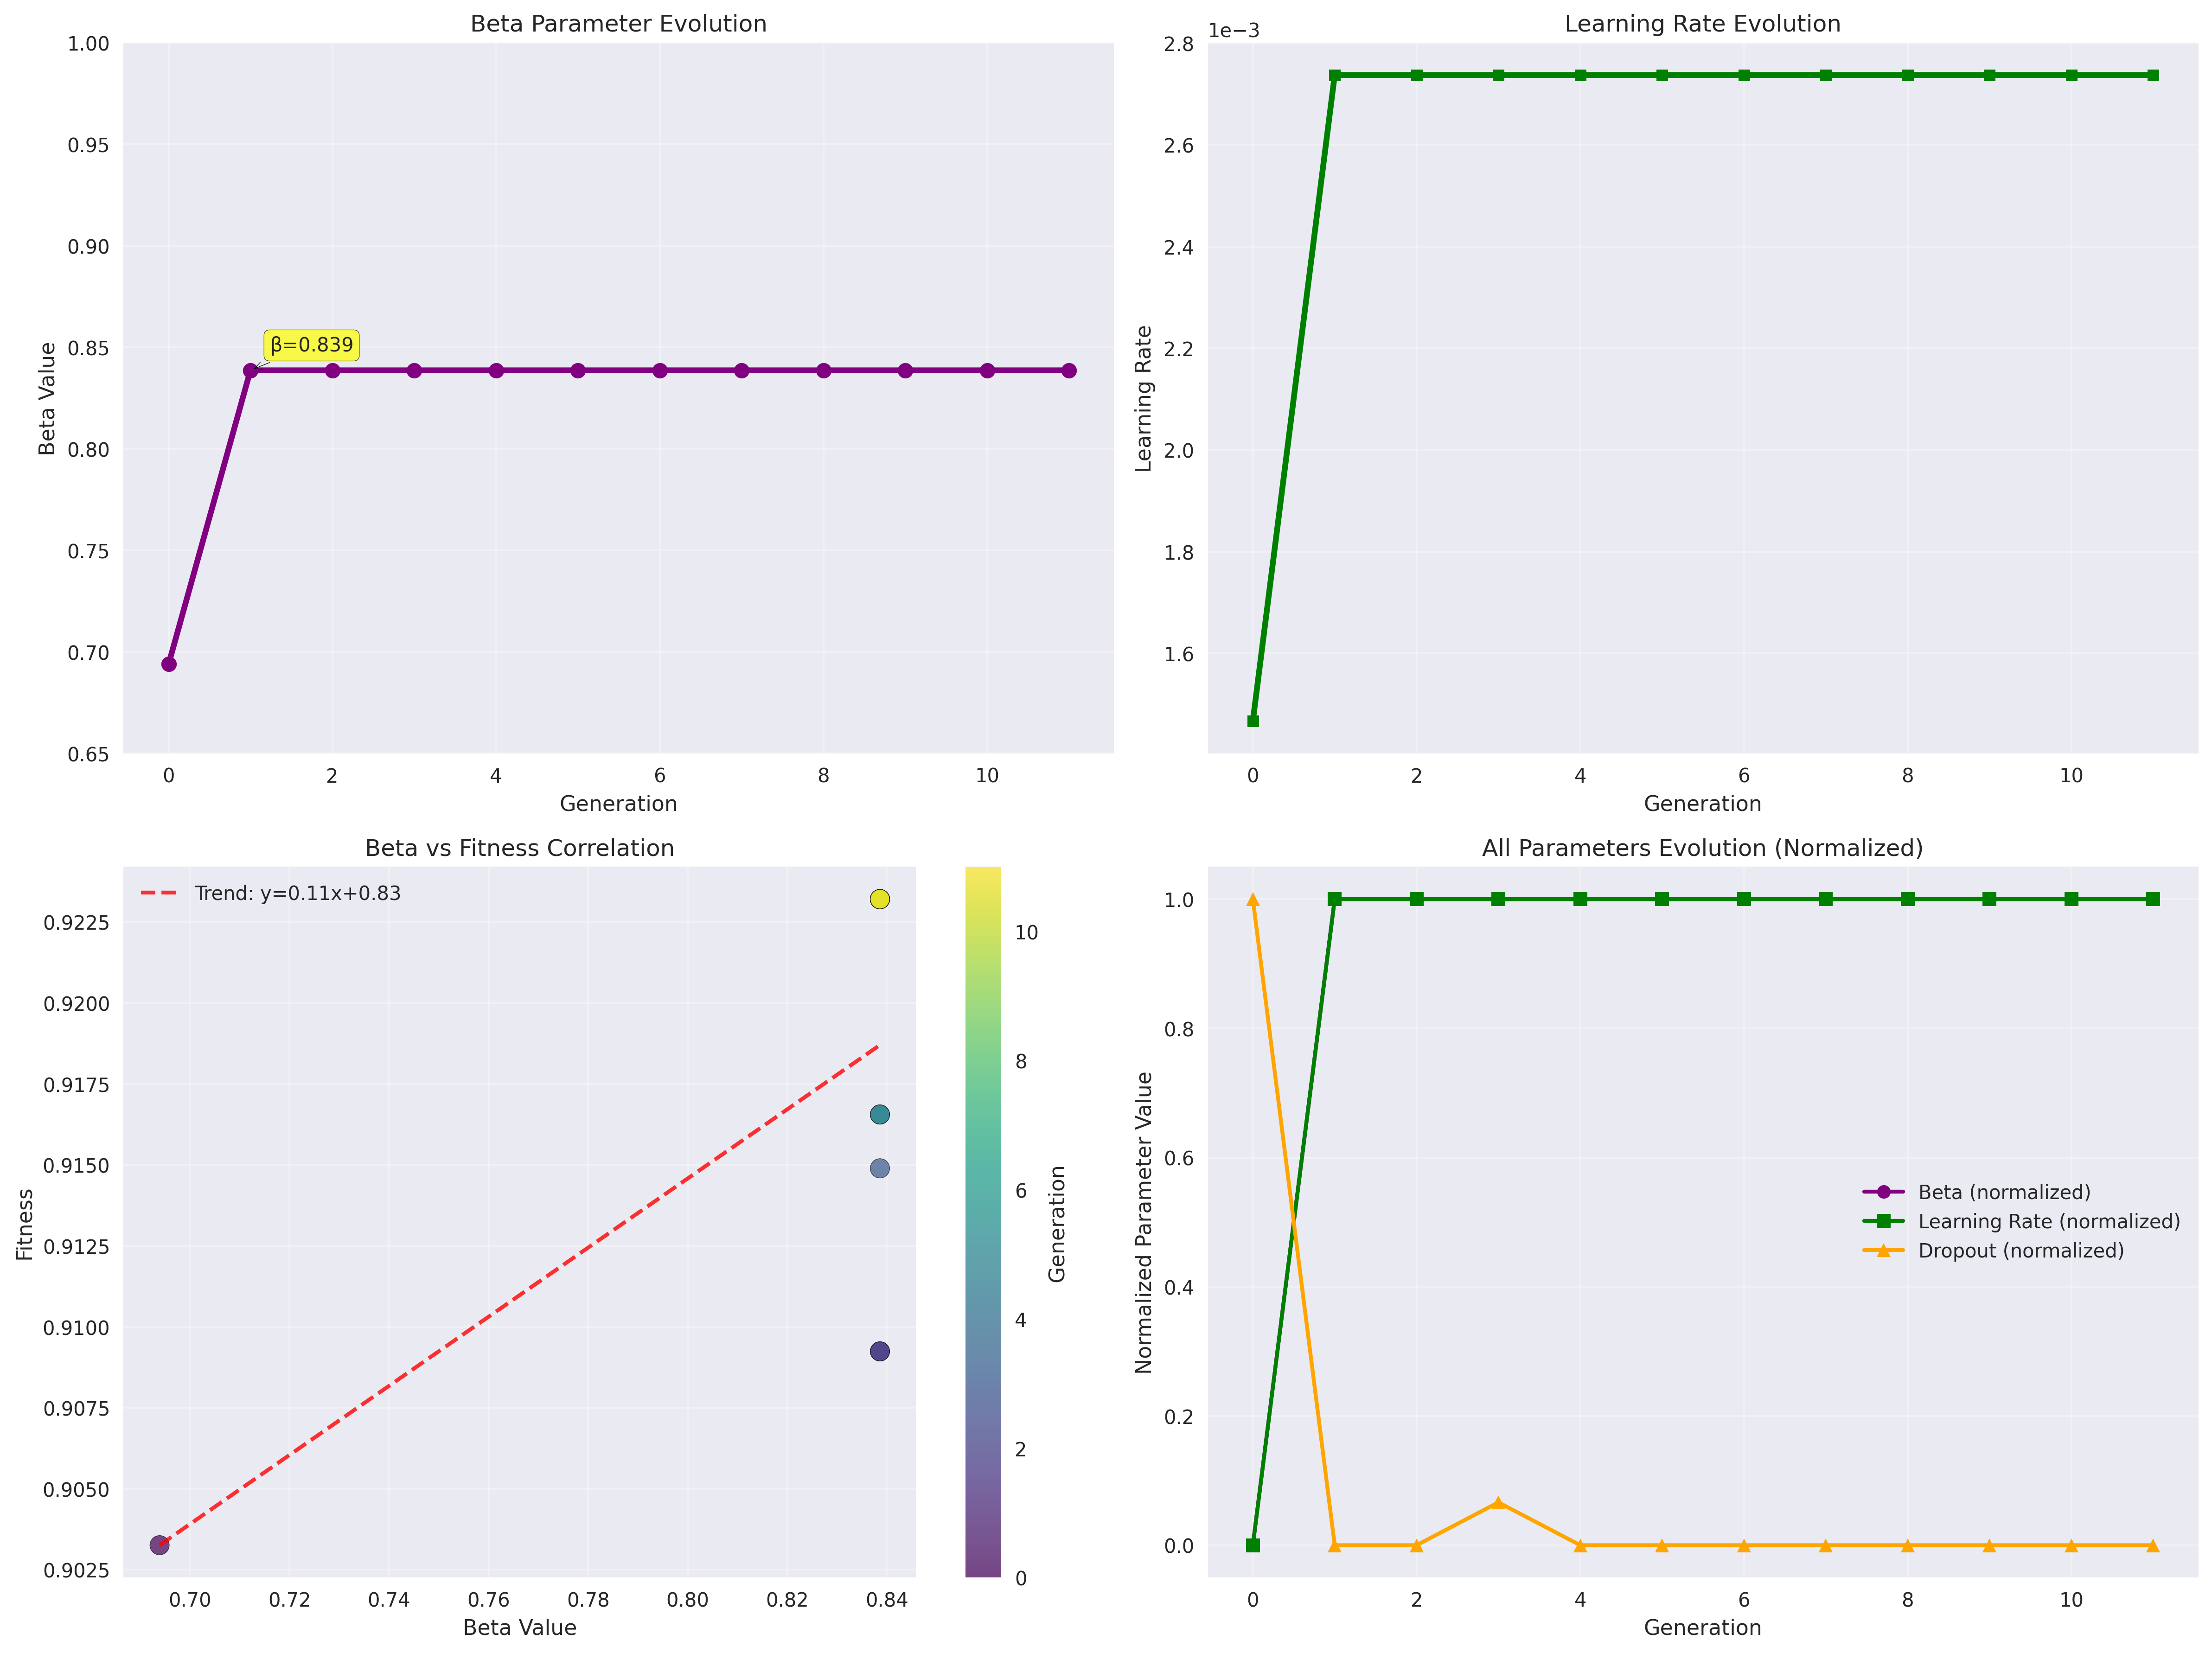 Beta Parameter Evolution
1.00
0.95
0.90
0.85
0.80
0.75
0.70
0.65
Beta Value
β=0.839
0 2 4 6 8 10
Generation
Learning Rate Evolution
1e−3
2.8
2.6
2.4
2.2
2.0
1.8
1.6
Learning Rate
0 2 4 6 8 10
Generation
Beta vs Fitness Correlation
Trend: y=0.11x+0.83
0.9225
0.9200
0.9175
0.9150
0.9125
0.9100
0.9075
0.9050
0.9025
Fitness
0.70 0.72 0.74 0.76 0.78 0.80 0.82 0.84
Beta Value
10
8
6
4
2
0
Generation
All Parameters Evolution (Normalized)
1.0
0.8
0.6
0.4
0.2
0.0
Normalized Parameter Value
Beta (normalized)
Learning Rate (normalized)
Dropout (normalized)
0 2 4 6 8 10
Generation